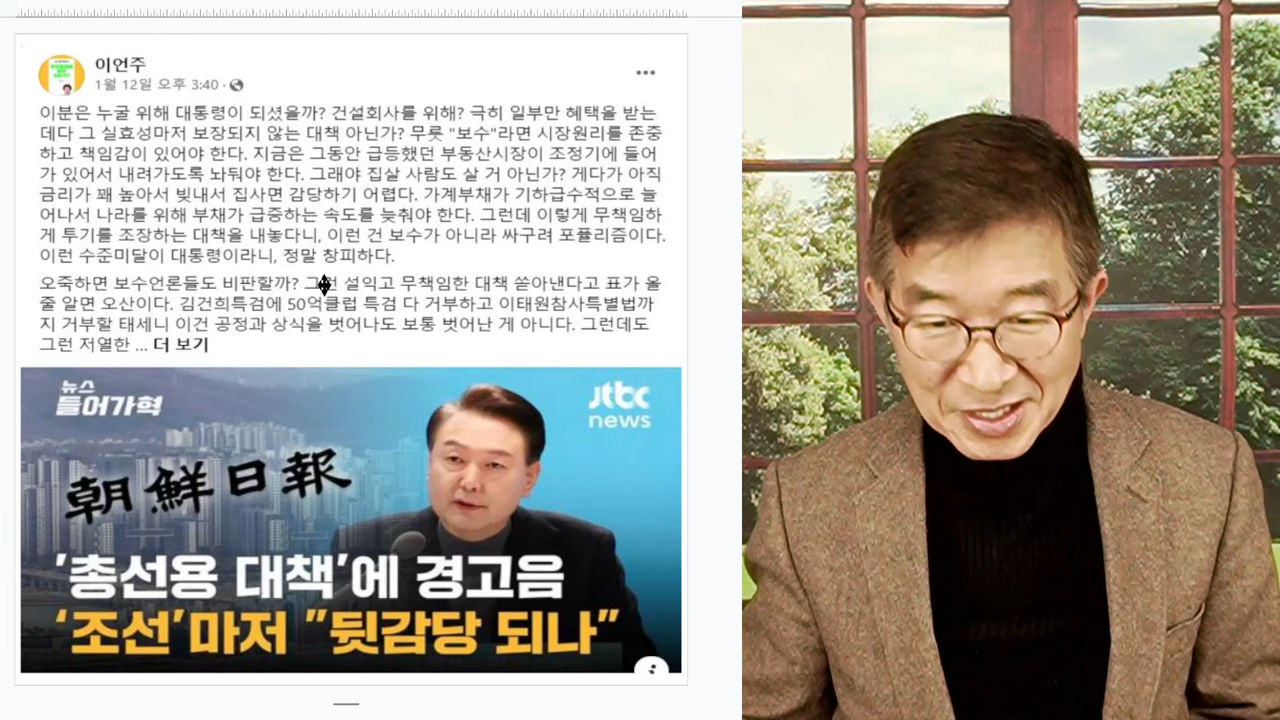 이언주
1월 12일 오후 3:40 ·
이분은 누굴 위해 대통령이 되셨을까? 건설회사를 위해? 극히 일부만 혜택을 받는
데다 그 실효성마저 보장되지 않는 대책 아닌가? 무릇 "보수"라면 시장원리를 존중
하고 책임감이 있어야 한다. 지금은 그동안 급등했던 부동산시장이 조정기에 들어
가 있어서 내려가도록 놔둬야 한다. 그래야 집살 사람도 살 거 아닌가? 게다가 아직
금리가 꽤 높아서 빚내서 집사면 감당하기 어렵다. 가계부채가 기하급수적으로 늘
어나서 나라를 위해 부채가 급증하는 속도를 늦춰야 한다. 그런데 이렇게 무책임하
게 투기를 조장하는 대책을 내놓다니, 이런 건 보수가 아니라 싸구려 포퓰리즘이다.
이런 수준미달이 대통령이라니, 정말 창피하다.
오죽하면 보수언론들도 비판할까? 설익고 무책임한 대책 쏟아낸다고 표가 올
줄 알면 오산이다. 김건희특검에 50억클럽 특검 다 거부하고 이태원참사특별법까
지 거부할 태세니 이건 공정과 상식을 벗어나도 보통 벗어난 게 아니다. 그런데도
그런 저열한 ... 더 보기
뉴스
들어가혁
jtbc
news
朝鮮日報
'총선용 대책'에 경고음
'조선'마저 "뒷감당 되나"